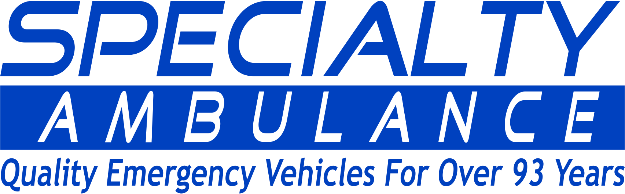 SPECIALTY
AMBULANCE
Quality Emergency Vehicles For Over 93 Years